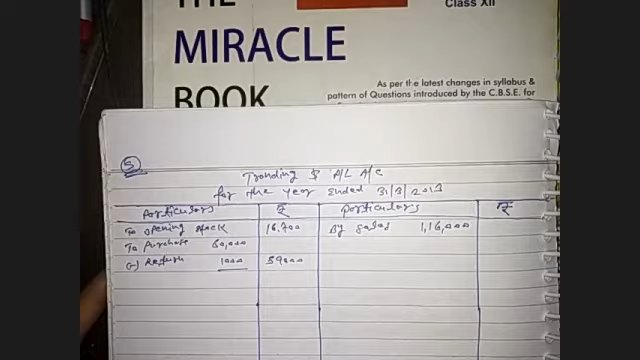 THE
Class XII
MIRACLE
As per the latest changes in syllabus &
pattern of Questions introduced by the C.B.S.E. for
BOOK
5
Tranding & P/L A/c
for the year Ended 31/3/2013
Particulars ₹ Particulars ₹
To opening stock 16.700 By sales 1,16,000
To Purchase 60,000
(-) Return 1000 59000